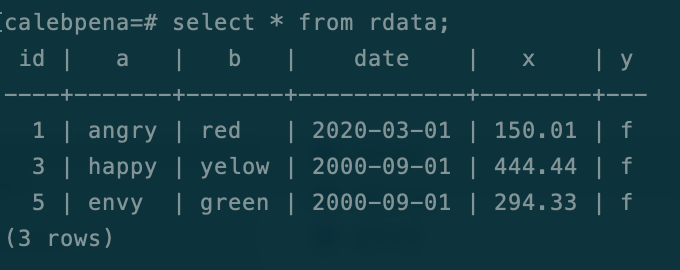 [calebpena=# select * from rdata;
 id |   a   |   b   |    date    |   x    | y
----+-------+-------+------------+--------+---
  1 | angry | red   | 2020-03-01 | 150.01 | f
  3 | happy | yelow | 2000-09-01 | 444.44 | f
  5 | envy  | green | 2000-09-01 | 294.33 | f
(3 rows)